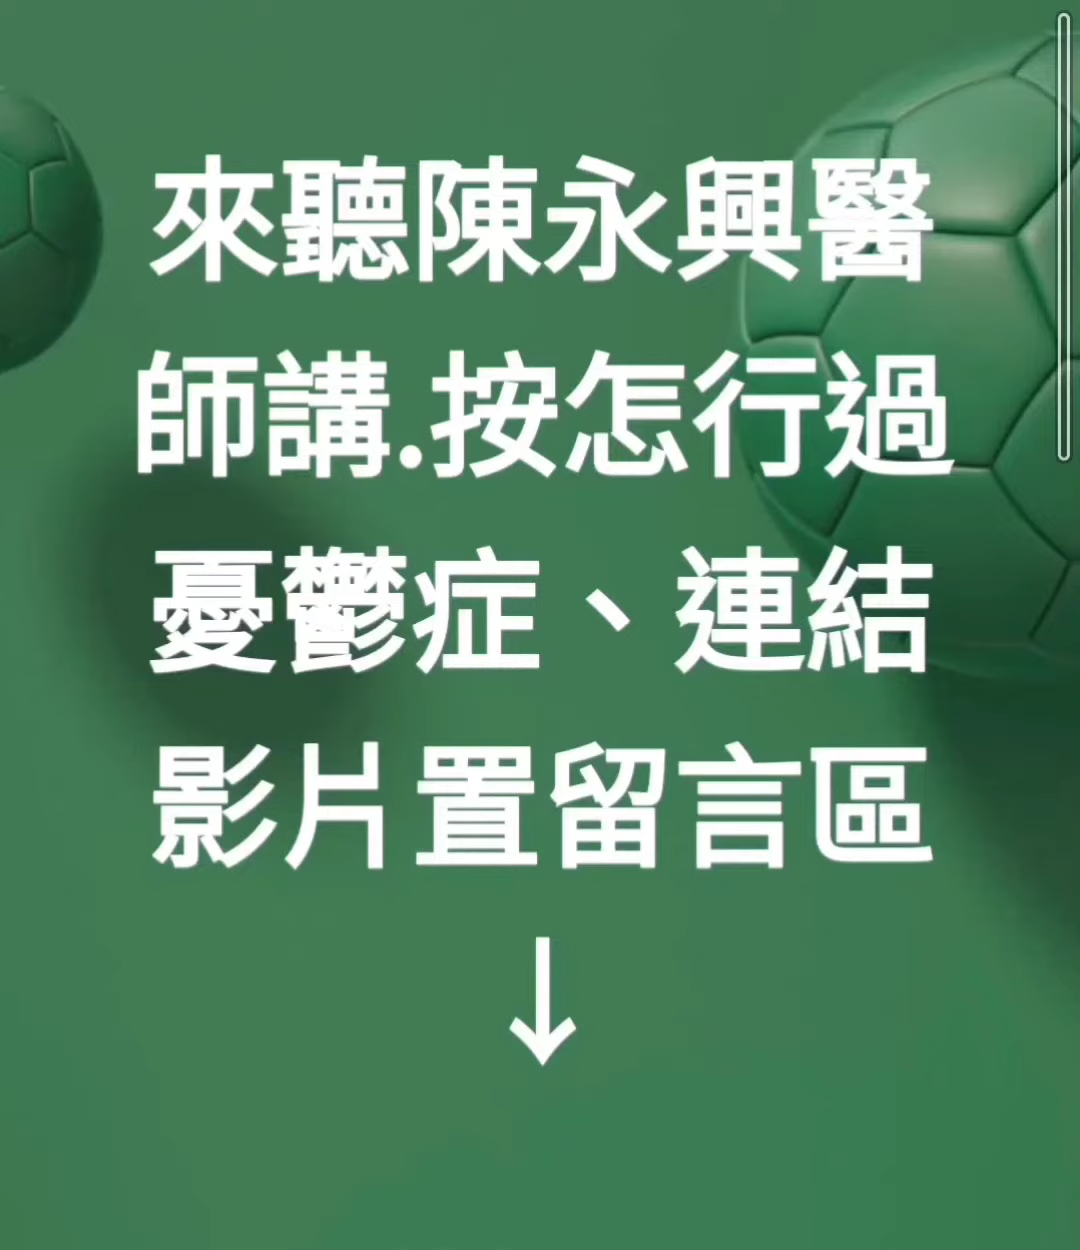 來聽陳永興醫
師講.按怎行過
憂鬱症、連結
影片置留言區
↓